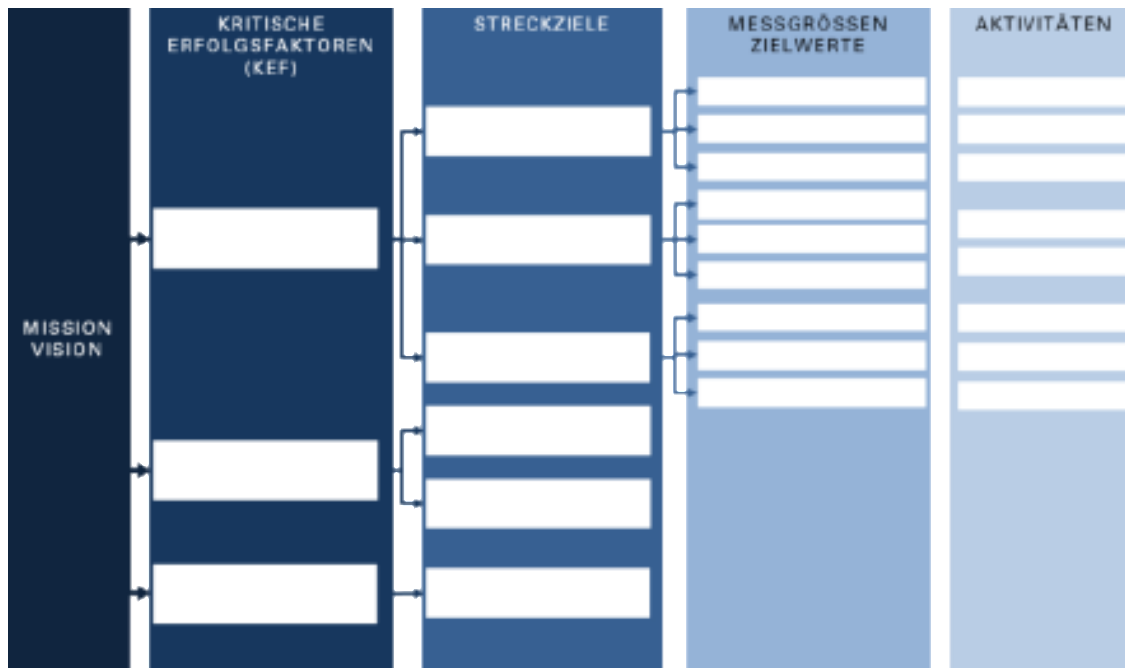 KRITISCHE
ERFOLGSFAKTOREN
(KEF)
STRECKZIELE
MESSGRÖSSEN
ZIELWERTE
AKTIVITÄTEN
MISSION
VISION